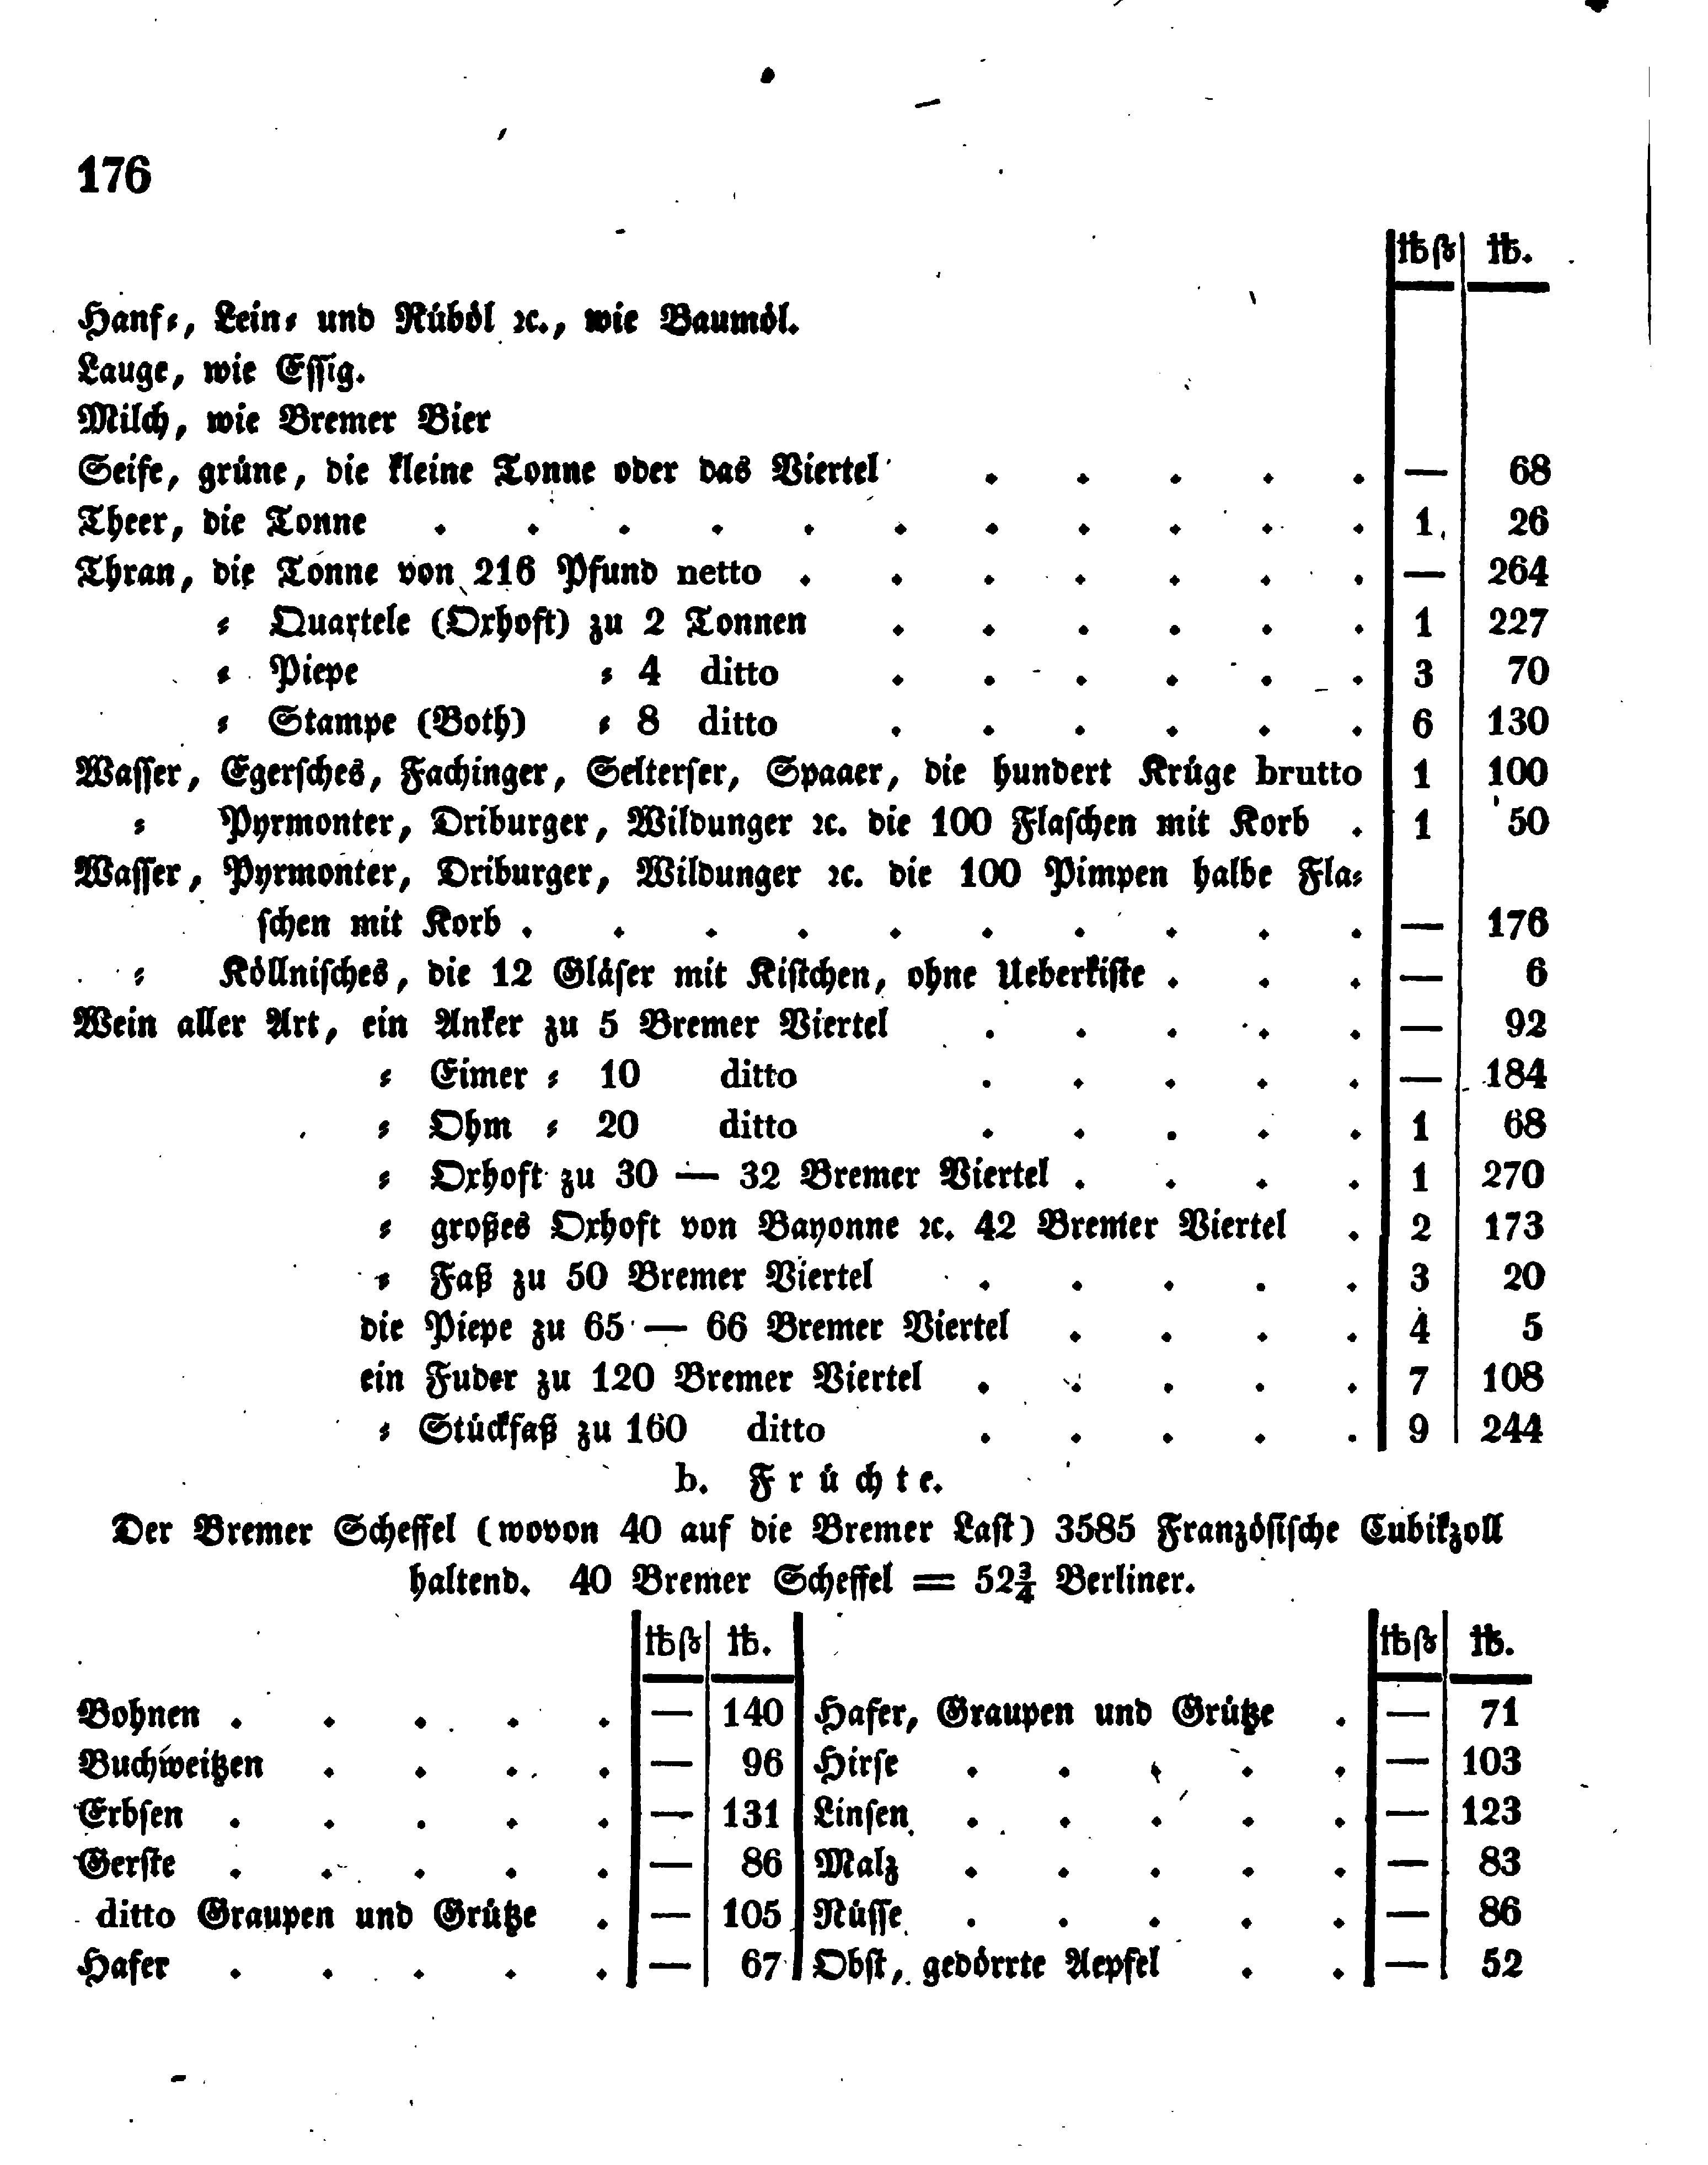 176
℔ß ℔.
Hanf⸗, Lein⸗ und Rüböl ꝛc., wie Baumöl.
Lauge, wie Eſſig.
Milch, wie Bremer Bier
Seife, grüne, die kleine Tonne oder das Viertel . . . . . — 68
Theer, die Tonne . . . . . . . . . . . 1 26
Thran, die Tonne von 216 Pfund netto . . . . . . . — 264
⸗ Quartele (Oxhoft) zu 2 Tonnen . . . . . . 1 227
⸗ Piepe ⸗ 4 ditto . . . . . . 3 70
⸗ Stampe (Both) ⸗ 8 ditto . . . . . . 6 130
Waſſer, Egerſches, Fachinger, Selterſer, Spaaer, die hundert Krüge brutto 1 100
⸗ Pyrmonter, Driburger, Wildunger ꝛc. die 100 Flaſchen mit Korb . 1 50
Waſſer, Pyrmonter, Driburger, Wildunger ꝛc. die 100 Pimpen halbe Fla⸗
ſchen mit Korb . . . . . . . . . . — 176
⸗ Köllniſches, die 12 Gläſer mit Kiſtchen, ohne Ueberkiſte . . . — 6
Wein aller Art, ein Anker zu 5 Bremer Viertel . . . . . — 92
⸗ Eimer ⸗ 10 ditto . . . . . — 184
⸗ Ohm ⸗ 20 ditto . . . . . 1 68
⸗ Oxhoft zu 30 — 32 Bremer Viertel . . . . 1 270
⸗ großes Oxhoft von Bayonne ꝛc. 42 Bremer Viertel . 2 173
⸗ Faß zu 50 Bremer Viertel . . . . . 3 20
die Piepe zu 65 — 66 Bremer Viertel . . . . 4 5
ein Fuder zu 120 Bremer Viertel . . . . . 7 108
⸗ Stückfaß zu 160 ditto . . . . . 9 244
b. Früchte.
Der Bremer Scheffel (wovon 40 auf die Bremer Laſt) 3585 Franzöſiſche Cubikzoll
haltend. 40 Bremer Scheffel = 52¾ Berliner.
℔ß ℔. ℔ß ℔.
Bohnen . . . . . — 140 Hafer, Graupen und Grütze . — 71
Buchweitzen . . . . — 96 Hirſe . . . . . — 103
Erbſen . . . . . — 131 Linſen . . . . . — 123
Gerſte . . . . . — 86 Malz . . . . . — 83
ditto Graupen und Grütze . — 105 Nüſſe . . . . . — 86
Hafer . . . . . — 67 Obſt, gedörrte Aepfel . . — 52